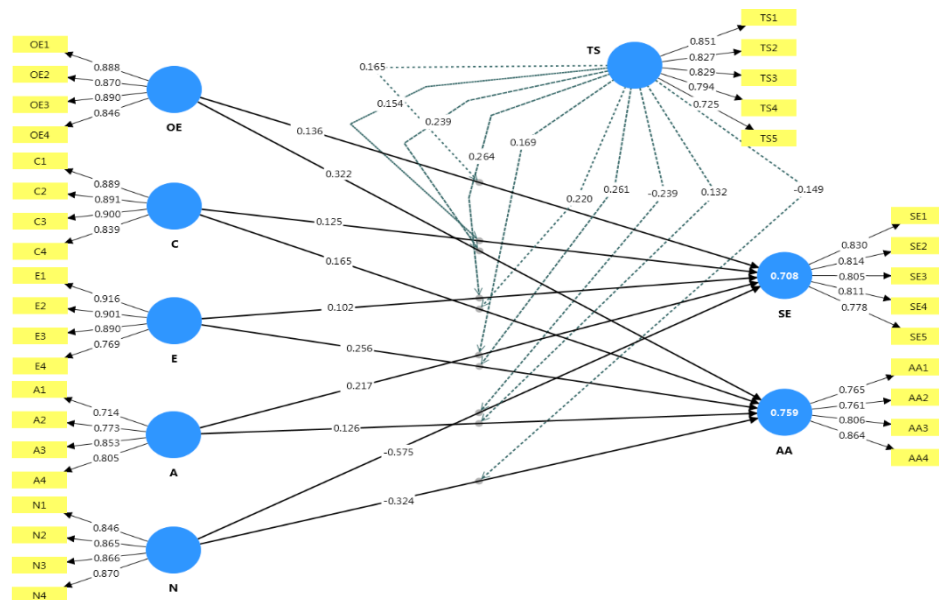 OE1
OE2
OE3
OE4
0.888
0.870
0.890
0.846
OE
C1
C2
C3
C4
0.889
0.891
0.900
0.839
C
E1
E2
E3
E4
0.916
0.901
0.890
0.769
E
A1
A2
A3
A4
0.714
0.773
0.853
0.805
A
N1
N2
N3
N4
0.846
0.865
0.866
0.870
N
TS
TS1
TS2
TS3
TS4
TS5
0.851
0.827
0.829
0.794
0.725
0.165
0.154
0.239
0.264
0.169
0.220
0.261
-0.239
0.132
-0.149
0.136
0.322
0.125
0.165
0.102
0.256
0.217
0.126
-0.575
-0.324
0.708
SE
0.830
0.814
0.805
0.811
0.778
SE1
SE2
SE3
SE4
SE5
0.759
AA
0.765
0.761
0.806
0.864
AA1
AA2
AA3
AA4